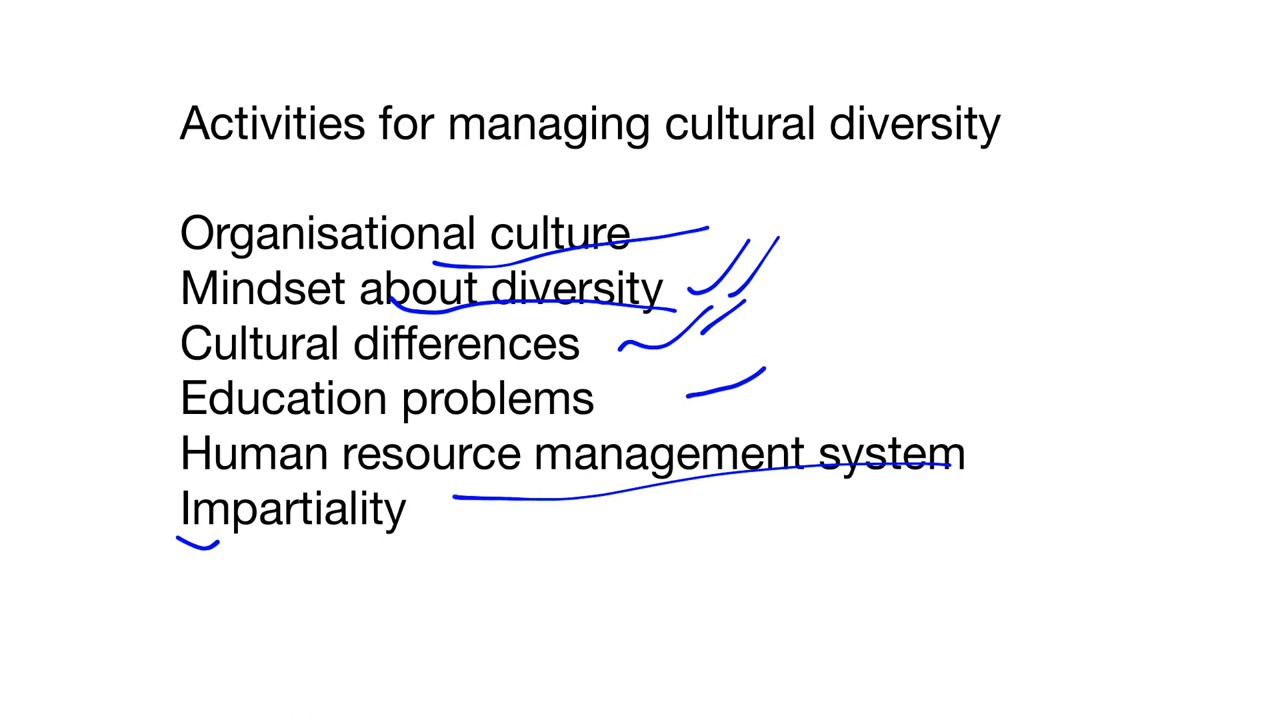 Activities for managing cultural diversity
Organisational culture
Mindset about diversity
Cultural differences
Education problems
Human resource management system
Impartiality